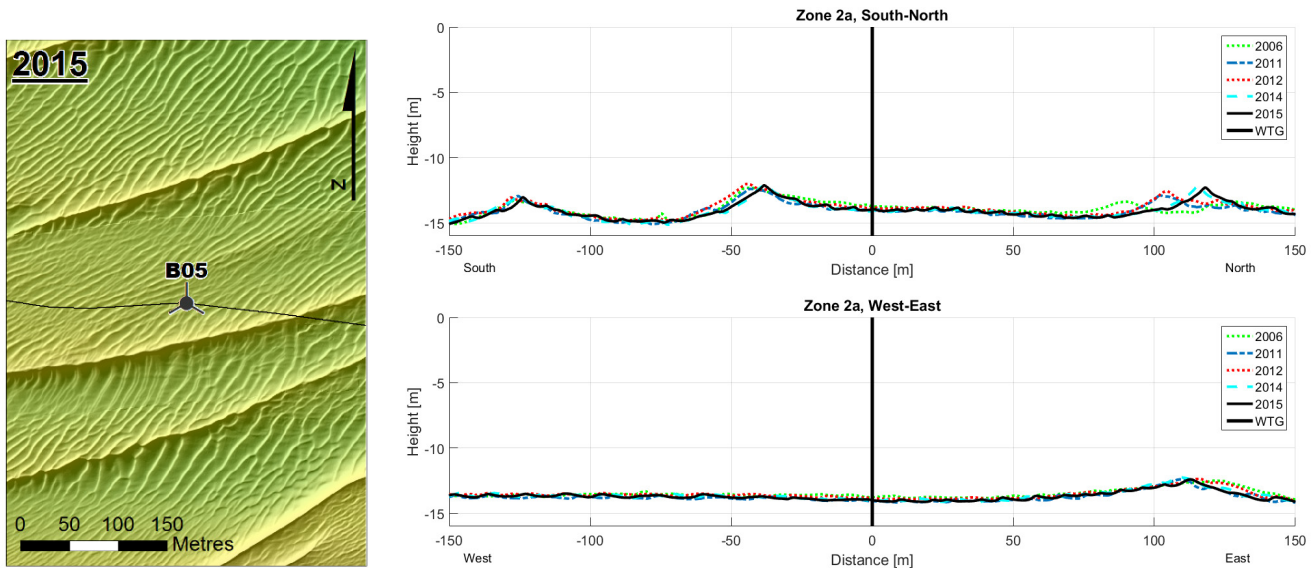 2015
Z
B05
0 50 100 150
Metres
Zone 2a, South-North
Height [m]
0
-5
-10
-15
-150 -100 -50 0 50 100 150
South Distance [m] North
2006
2011
2012
2014
2015
WTG
Zone 2a, West-East
Height [m]
0
-5
-10
-15
-150 -100 -50 0 50 100 150
West Distance [m] East
2006
2011
2012
2014
2015
WTG